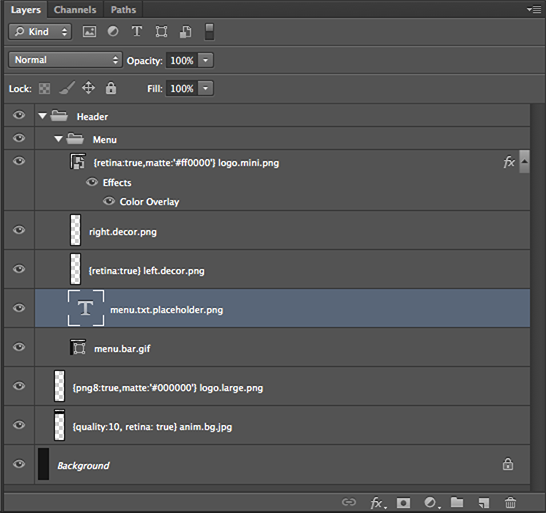 Layers Channels Paths
Kind
Normal Opacity: 100%
Lock: Fill: 100%
Header
Menu
{retina:true,matte:'#ff0000'} logo.mini.png fx
Effects
Color Overlay
right.decor.png
{retina:true} left.decor.png
T menu.txt.placeholder.png
menu.bar.gif
{png8:true,matte:'#000000'} logo.large.png
{quality:10, retina: true} anim.bg.jpg
Background
fx